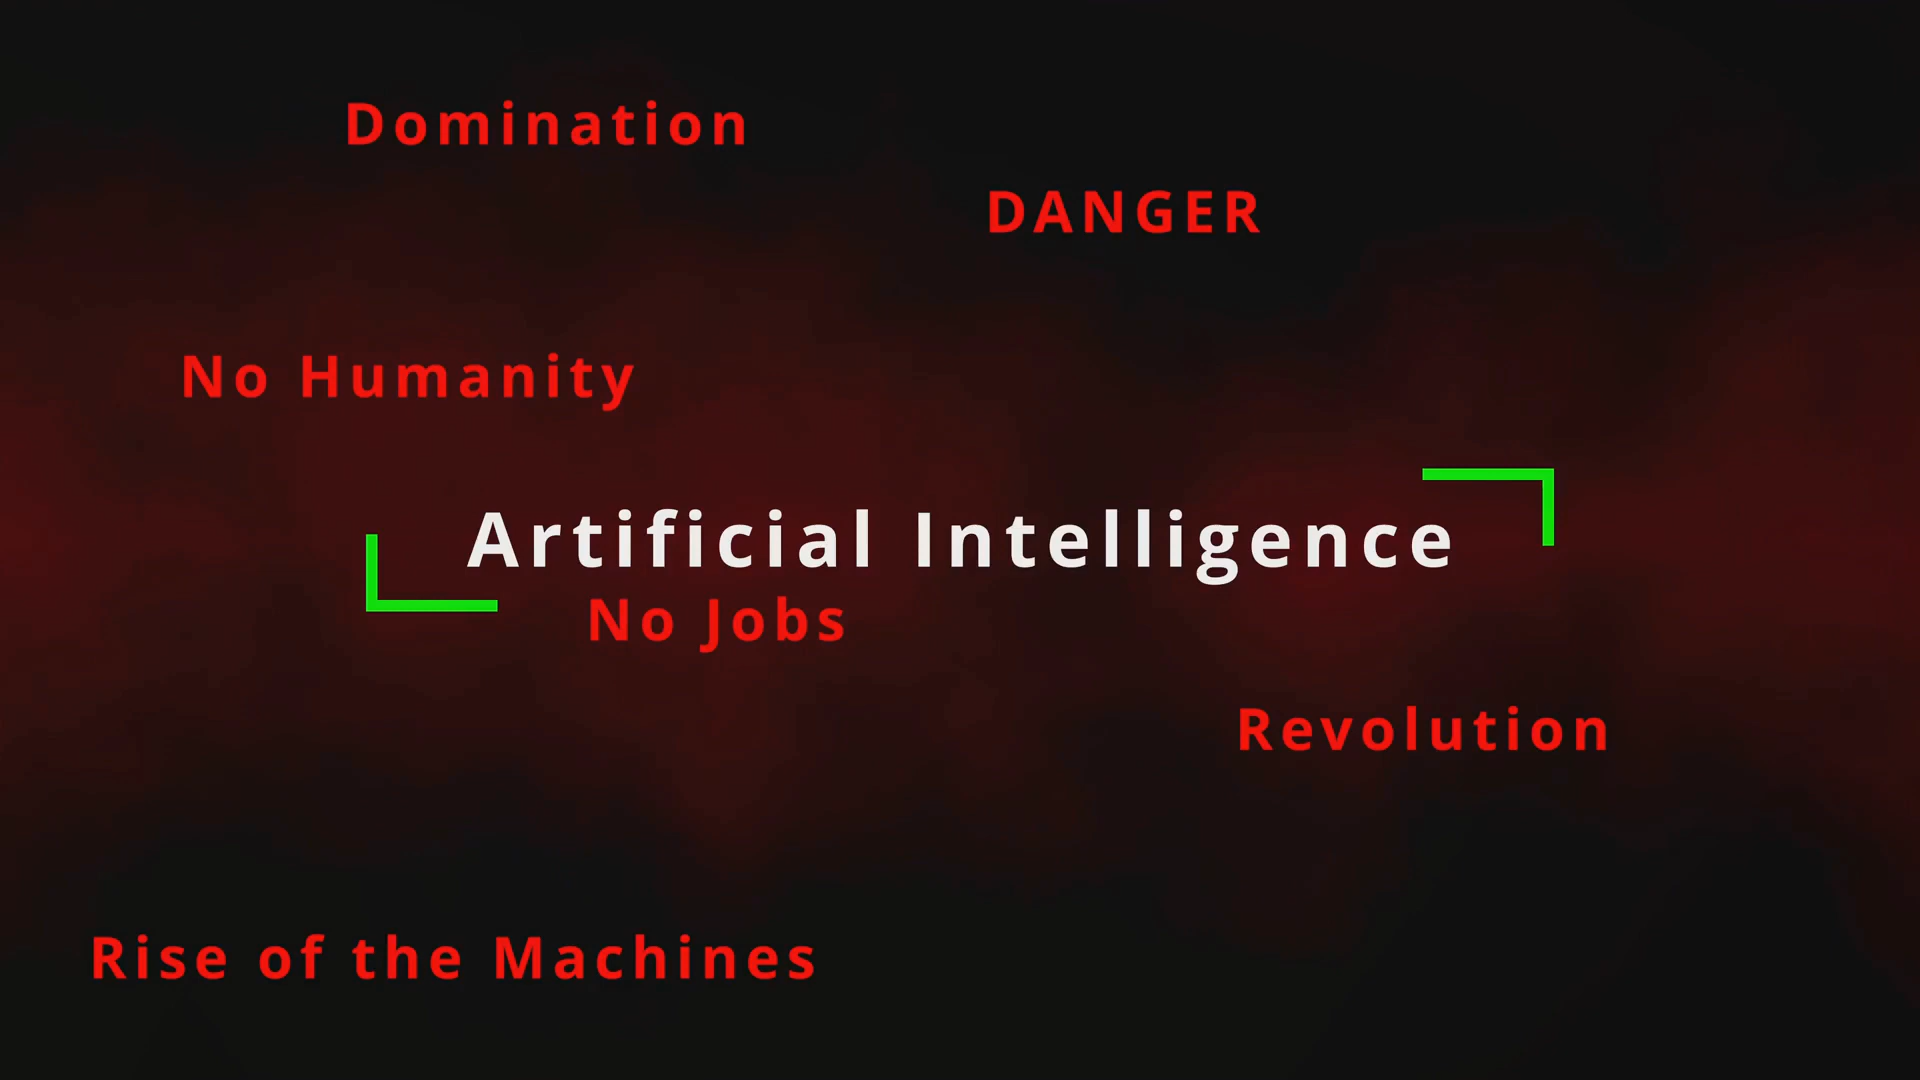 Domination
DANGER
No Humanity
Artificial Intelligence
No Jobs
Revolution
Rise of the Machines